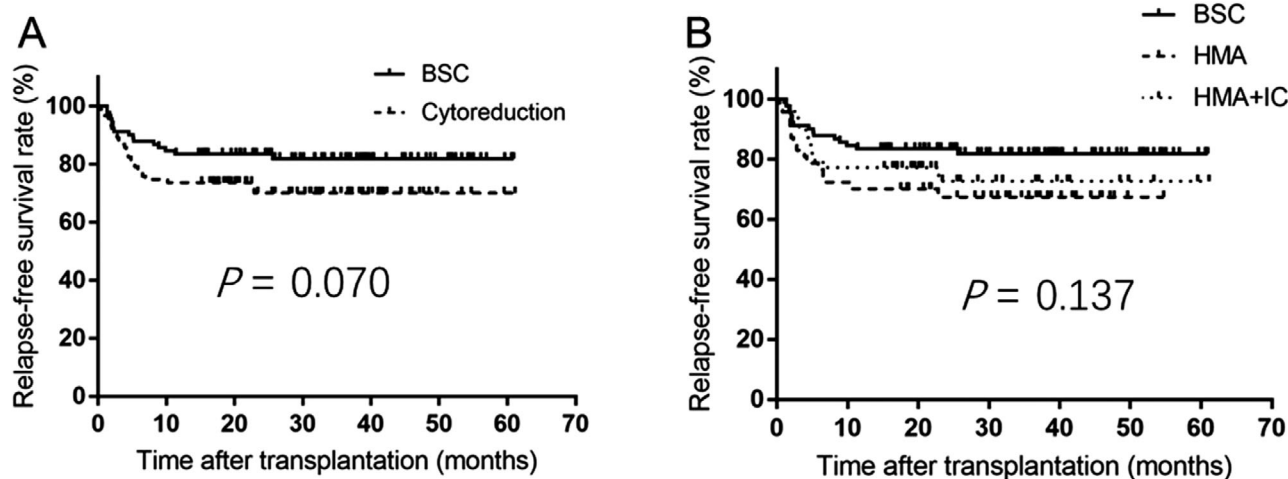 A
BSC
Cytoreduction
Relapse-free survival rate (%)
100
80
60
40
20
0
P = 0.070
0 10 20 30 40 50 60 70
Time after transplantation (months)
B
BSC
HMA
HMA+IC
Relapse-free survival rate (%)
100
80
60
40
20
0
P = 0.137
0 10 20 30 40 50 60 70
Time after transplantation (months)